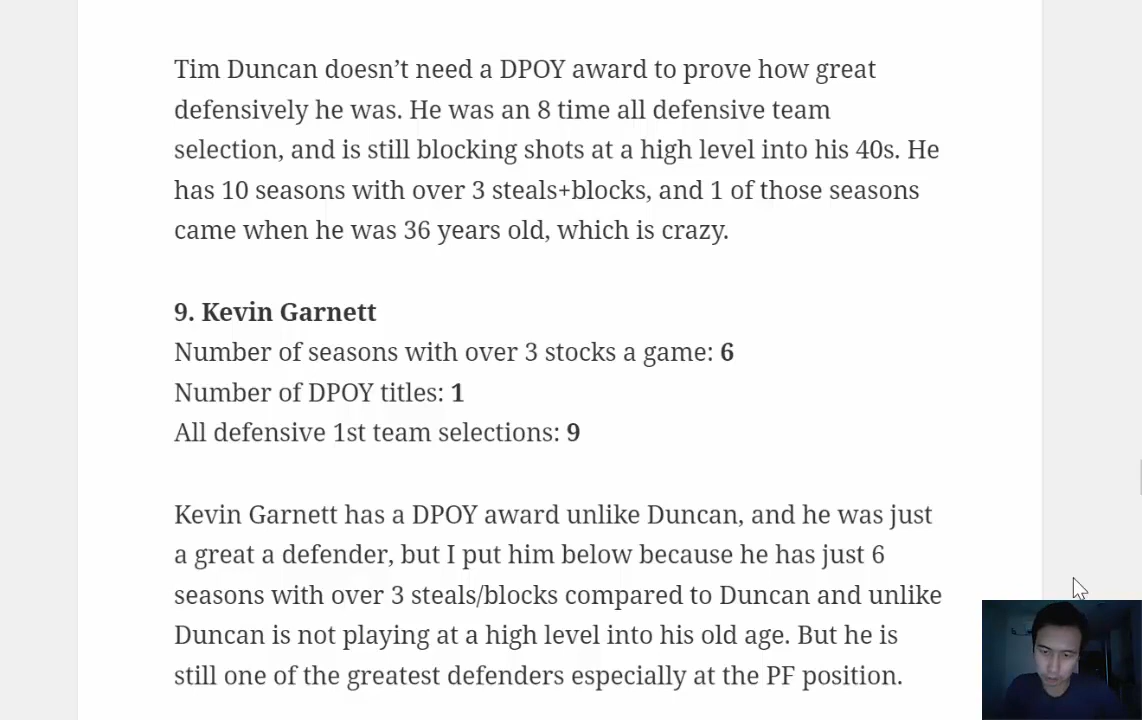 Tim Duncan doesn’t need a DPOY award to prove how great
defensively he was. He was an 8 time all defensive team
selection, and is still blocking shots at a high level into his 40s. He
has 10 seasons with over 3 steals+blocks, and 1 of those seasons
came when he was 36 years old, which is crazy.
9. Kevin Garnett
Number of seasons with over 3 stocks a game: 6
Number of DPOY titles: 1
All defensive 1st team selections: 9
Kevin Garnett has a DPOY award unlike Duncan, and he was just
a great a defender, but I put him below because he has just 6
seasons with over 3 steals/blocks compared to Duncan and unlike
Duncan is not playing at a high level into his old age. But he is
still one of the greatest defenders especially at the PF position.